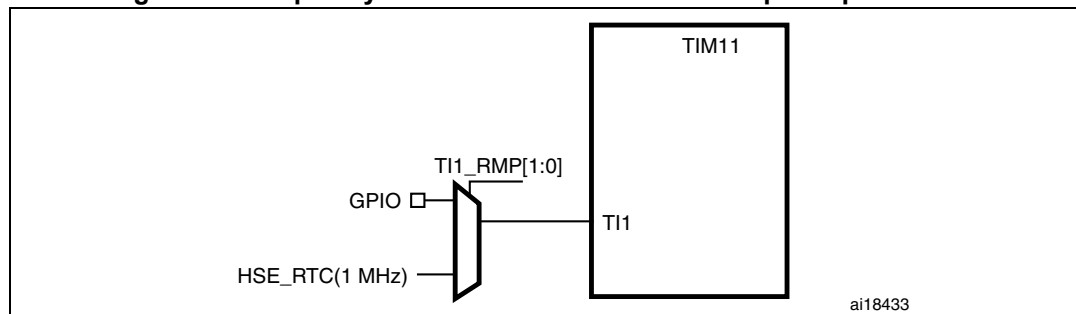 TIM11
TI1_RMP[1:0]
GPIO
TI1
HSE_RTC(1 MHz)
ai18433